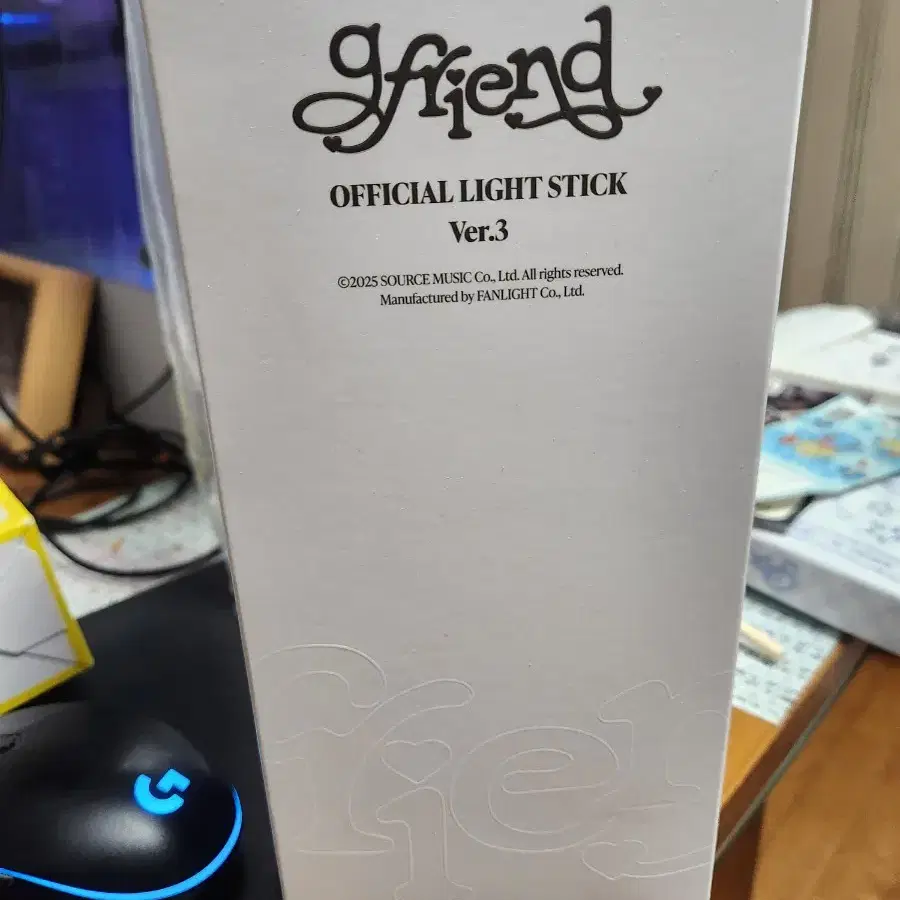 gfriend
OFFICIAL LIGHT STICK
Ver.3
©2025 SOURCE MUSIC Co., Ltd. All rights reserved.
Manufactured by FANLIGHT Co., Ltd.